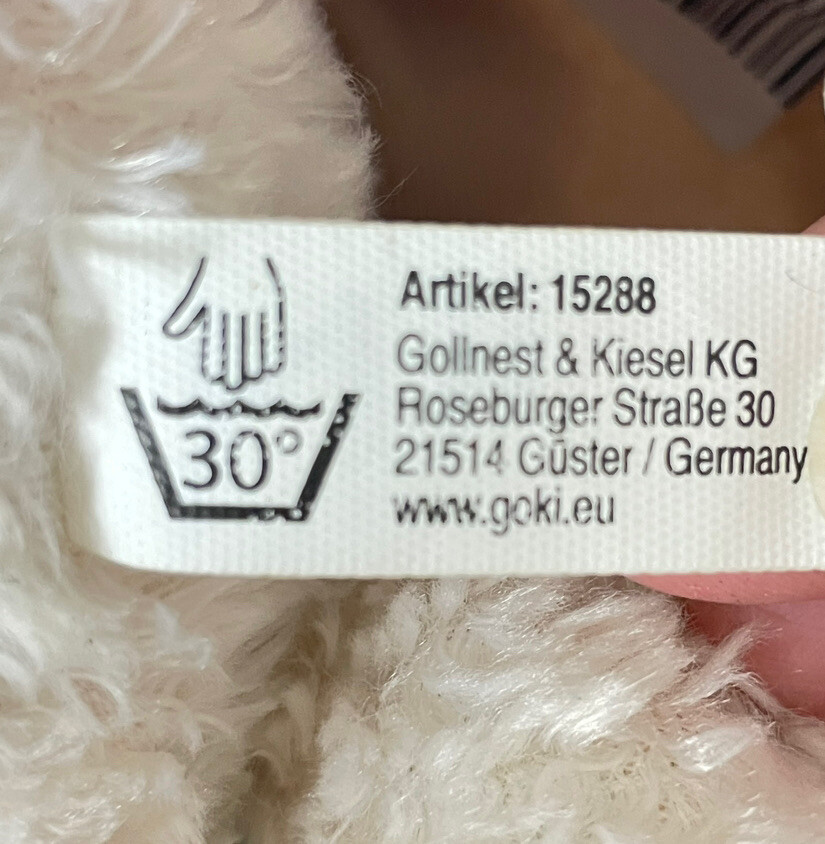 Artikel: 15288
Gollnest & Kiesel KG
Roseburger Straße 30
21514 Güster / Germany
www.goki.eu
30°